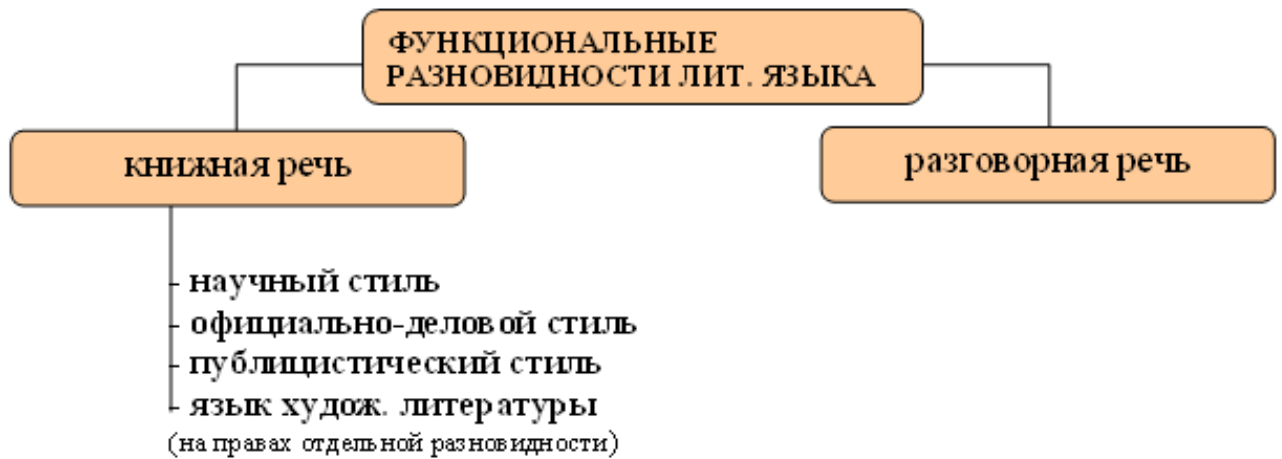 ФУНКЦИОНАЛЬНЫЕ
РАЗНОВИДНОСТИ ЛИТ. ЯЗЫКА
книжная речь
разговорная речь
- научный стиль
- официально-деловой стиль
- публицистический стиль
- язык худож. литературы
(на правах отдельной разновидности)